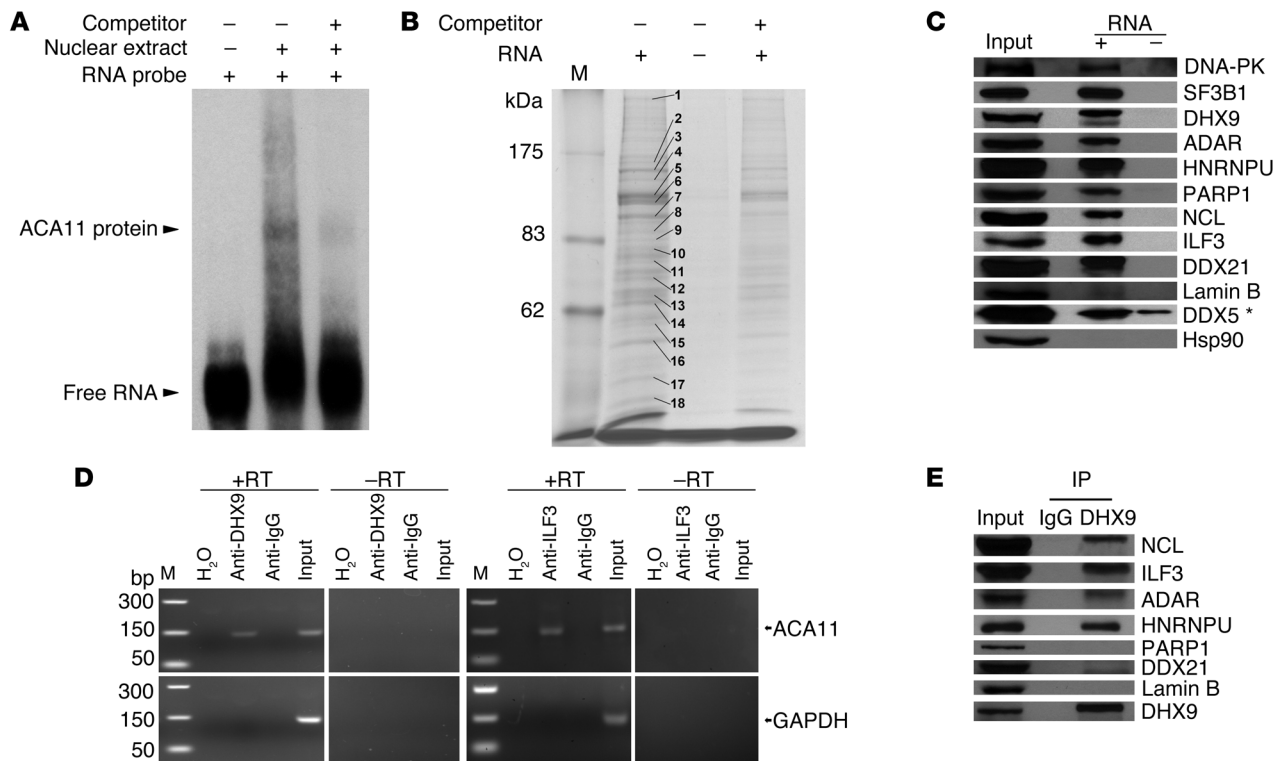 A
Competitor − − +
Nuclear extract − + +
RNA probe + + +
ACA11 protein
Free RNA
B
Competitor − − +
RNA + − +
M
kDa
175
83
62
1
2
3
4
5
6
7
8
9
10
11
12
13
14
15
16
17
18
C
RNA
Input + −
DNA-PK
SF3B1
DHX9
ADAR
HNRNPU
PARP1
NCL
ILF3
DDX21
Lamin B
DDX5 *
Hsp90
D
+RT −RT +RT −RT
bp M H2O Anti-DHX9 Anti-IgG Input H2O Anti-DHX9 Anti-IgG Input M H2O Anti-ILF3 Anti-IgG Input H2O Anti-ILF3 Anti-IgG Input
300
150
50
ACA11
300
150
50
GAPDH
E
IP
Input IgG DHX9
NCL
ILF3
ADAR
HNRNPU
PARP1
DDX21
Lamin B
DHX9